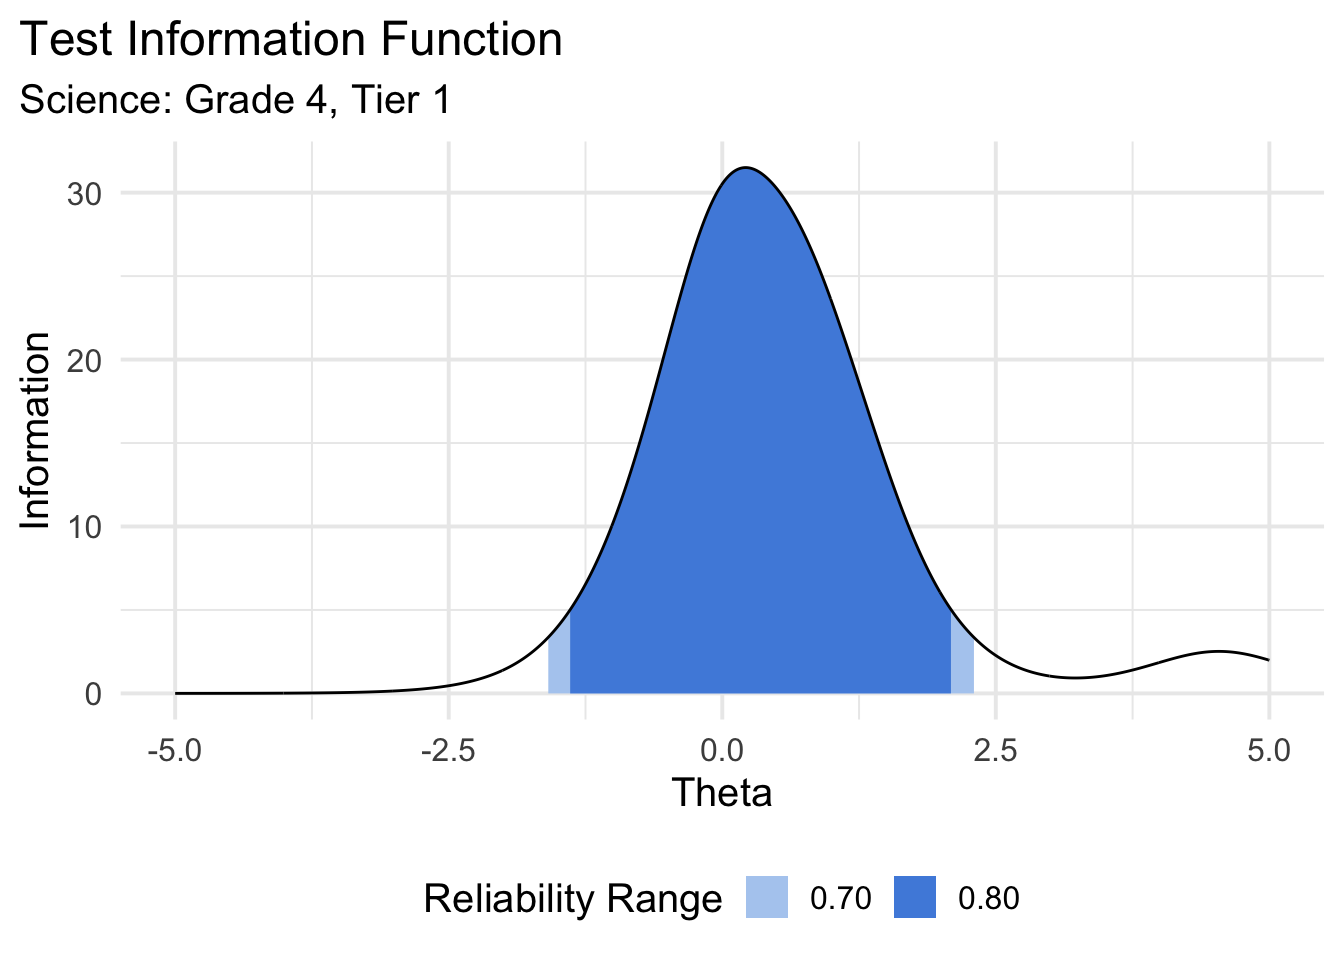 Test Information Function
Science: Grade 4, Tier 1
Information
30
20
10
0
-5.0 -2.5 0.0 2.5 5.0
Theta
Reliability Range 0.70 0.80